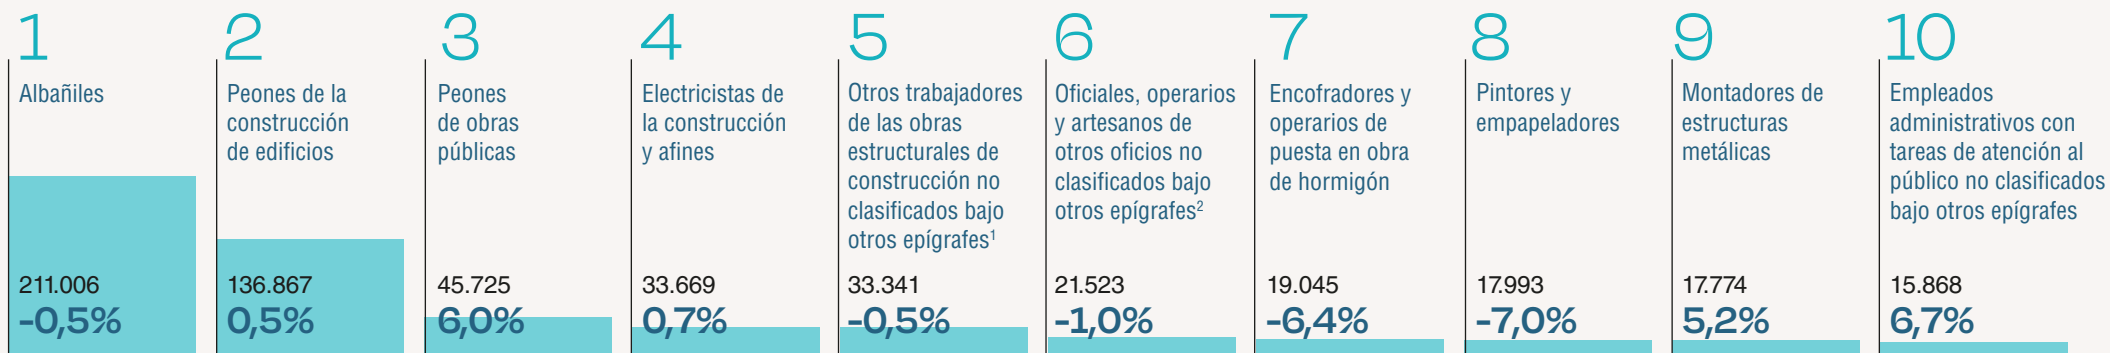 1
Albañiles
211.006
-0,5%
2
Peones de la
construcción
de edificios
136.867
0,5%
3
Peones
de obras
públicas
45.725
6,0%
4
Electricistas de
la construcción
y afines
33.669
0,7%
5
Otros trabajadores
de las obras
estructurales de
construcción no
clasificados bajo
otros epígrafes¹
33.341
-0,5%
6
Oficiales, operarios
y artesanos de
otros oficios no
clasificados bajo
otros epígrafes²
21.523
-1,0%
7
Encofradores y
operarios de
puesta en obra
de hormigón
19.045
-6,4%
8
Pintores y
empapeladores
17.993
-7,0%
9
Montadores de
estructuras
metálicas
17.774
5,2%
10
Empleados
administrativos con
tareas de atención al
público no clasificados
bajo otros epígrafes
15.868
6,7%